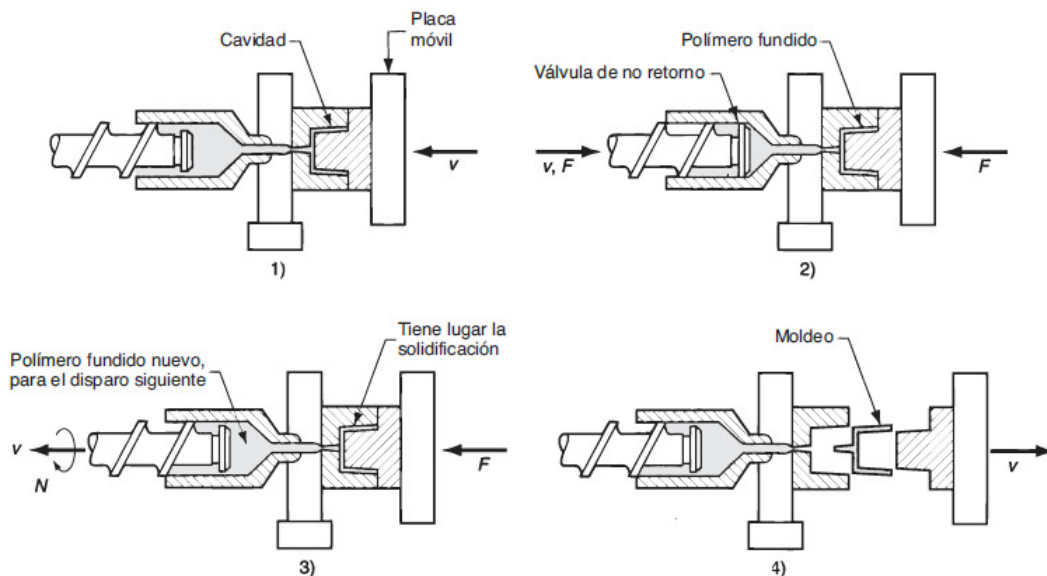 Placa
móvil
Cavidad
v
1)
Polímero fundido
Válvula de no retorno
v, F
F
2)
Tiene lugar la
solidificación
Polímero fundido nuevo,
para el disparo siguiente
v
N
F
3)
Moldeo
v
4)